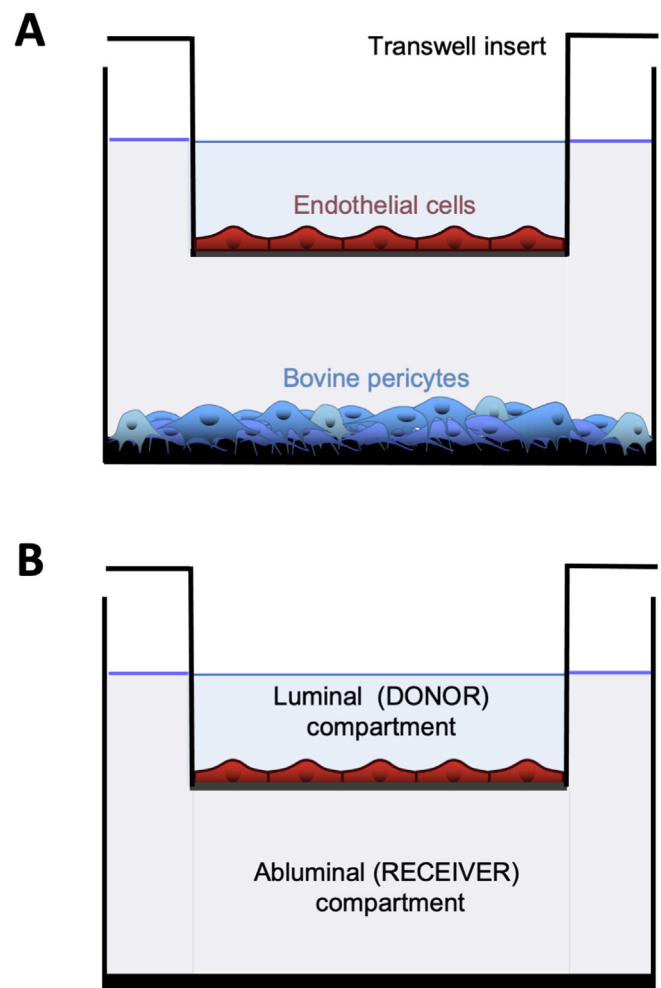 A
Transwell insert
Endothelial cells
Bovine pericytes
B
Luminal (DONOR)
compartment
Abluminal (RECEIVER)
compartment